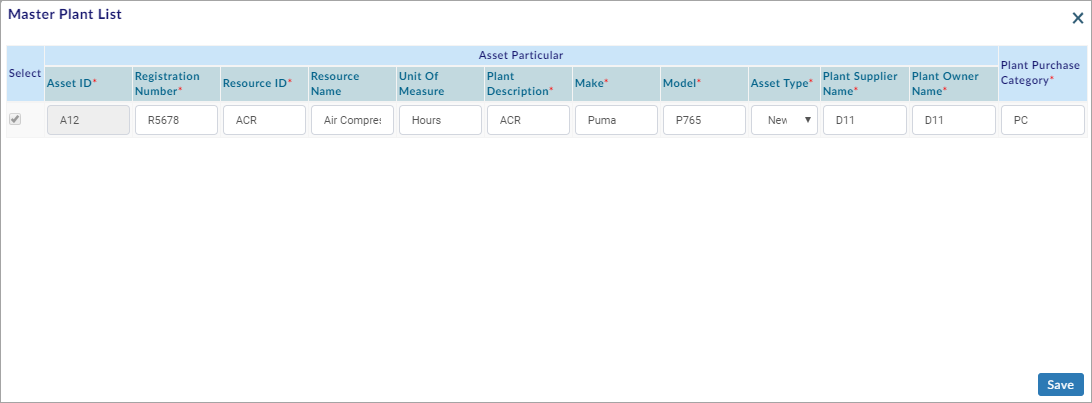 Master Plant List
Asset Particular
Select
Asset ID*
Registration
Number*
Resource ID*
Resource
Name
Unit Of
Measure
Plant
Description*
Make*
Model*
Asset Type*
Plant Supplier
Name*
Plant Owner
Name*
Plant Purchase
Category*
A12 R5678 ACR Air Compres Hours ACR Puma P765 New D11 D11 PC
Save